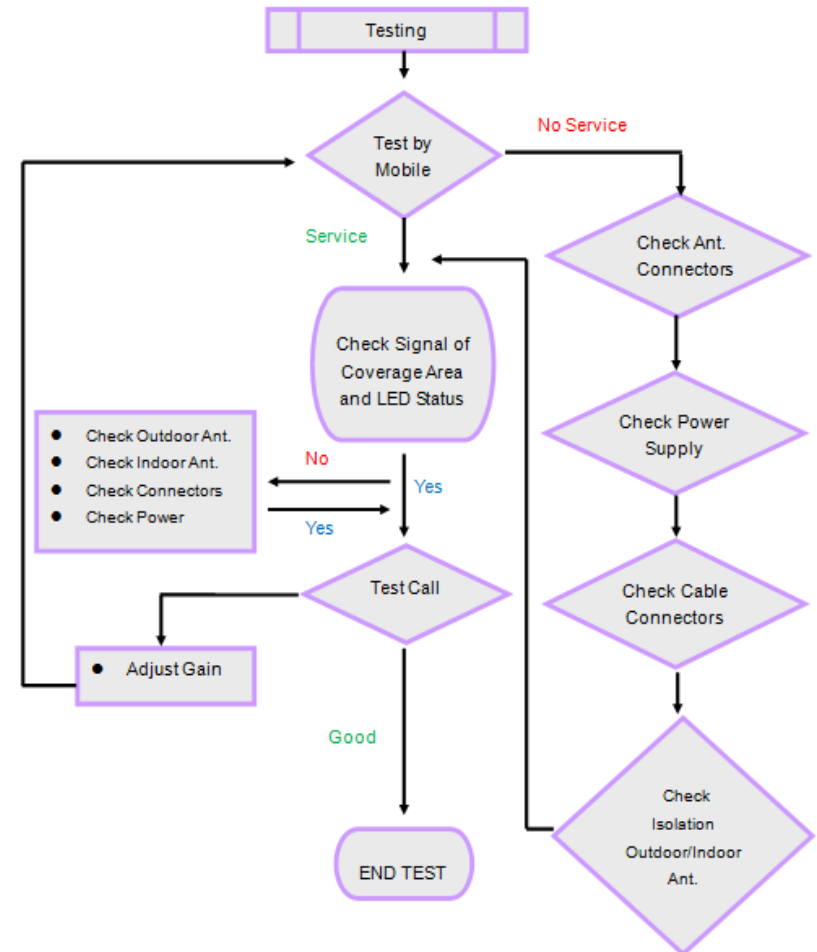 Testing
Test by
Mobile
No Service
Service
Check Ant.
Connectors
Check Signal of
Coverage Area
and LED Status
Check Power
Supply
● Check Outdoor Ant.
● Check Indoor Ant.
● Check Connectors
● Check Power
No
Yes
Yes
Test Call
Check Cable
Connectors
● Adjust Gain
Good
Check
Isolation
Outdoor/Indoor
Ant.
END TEST